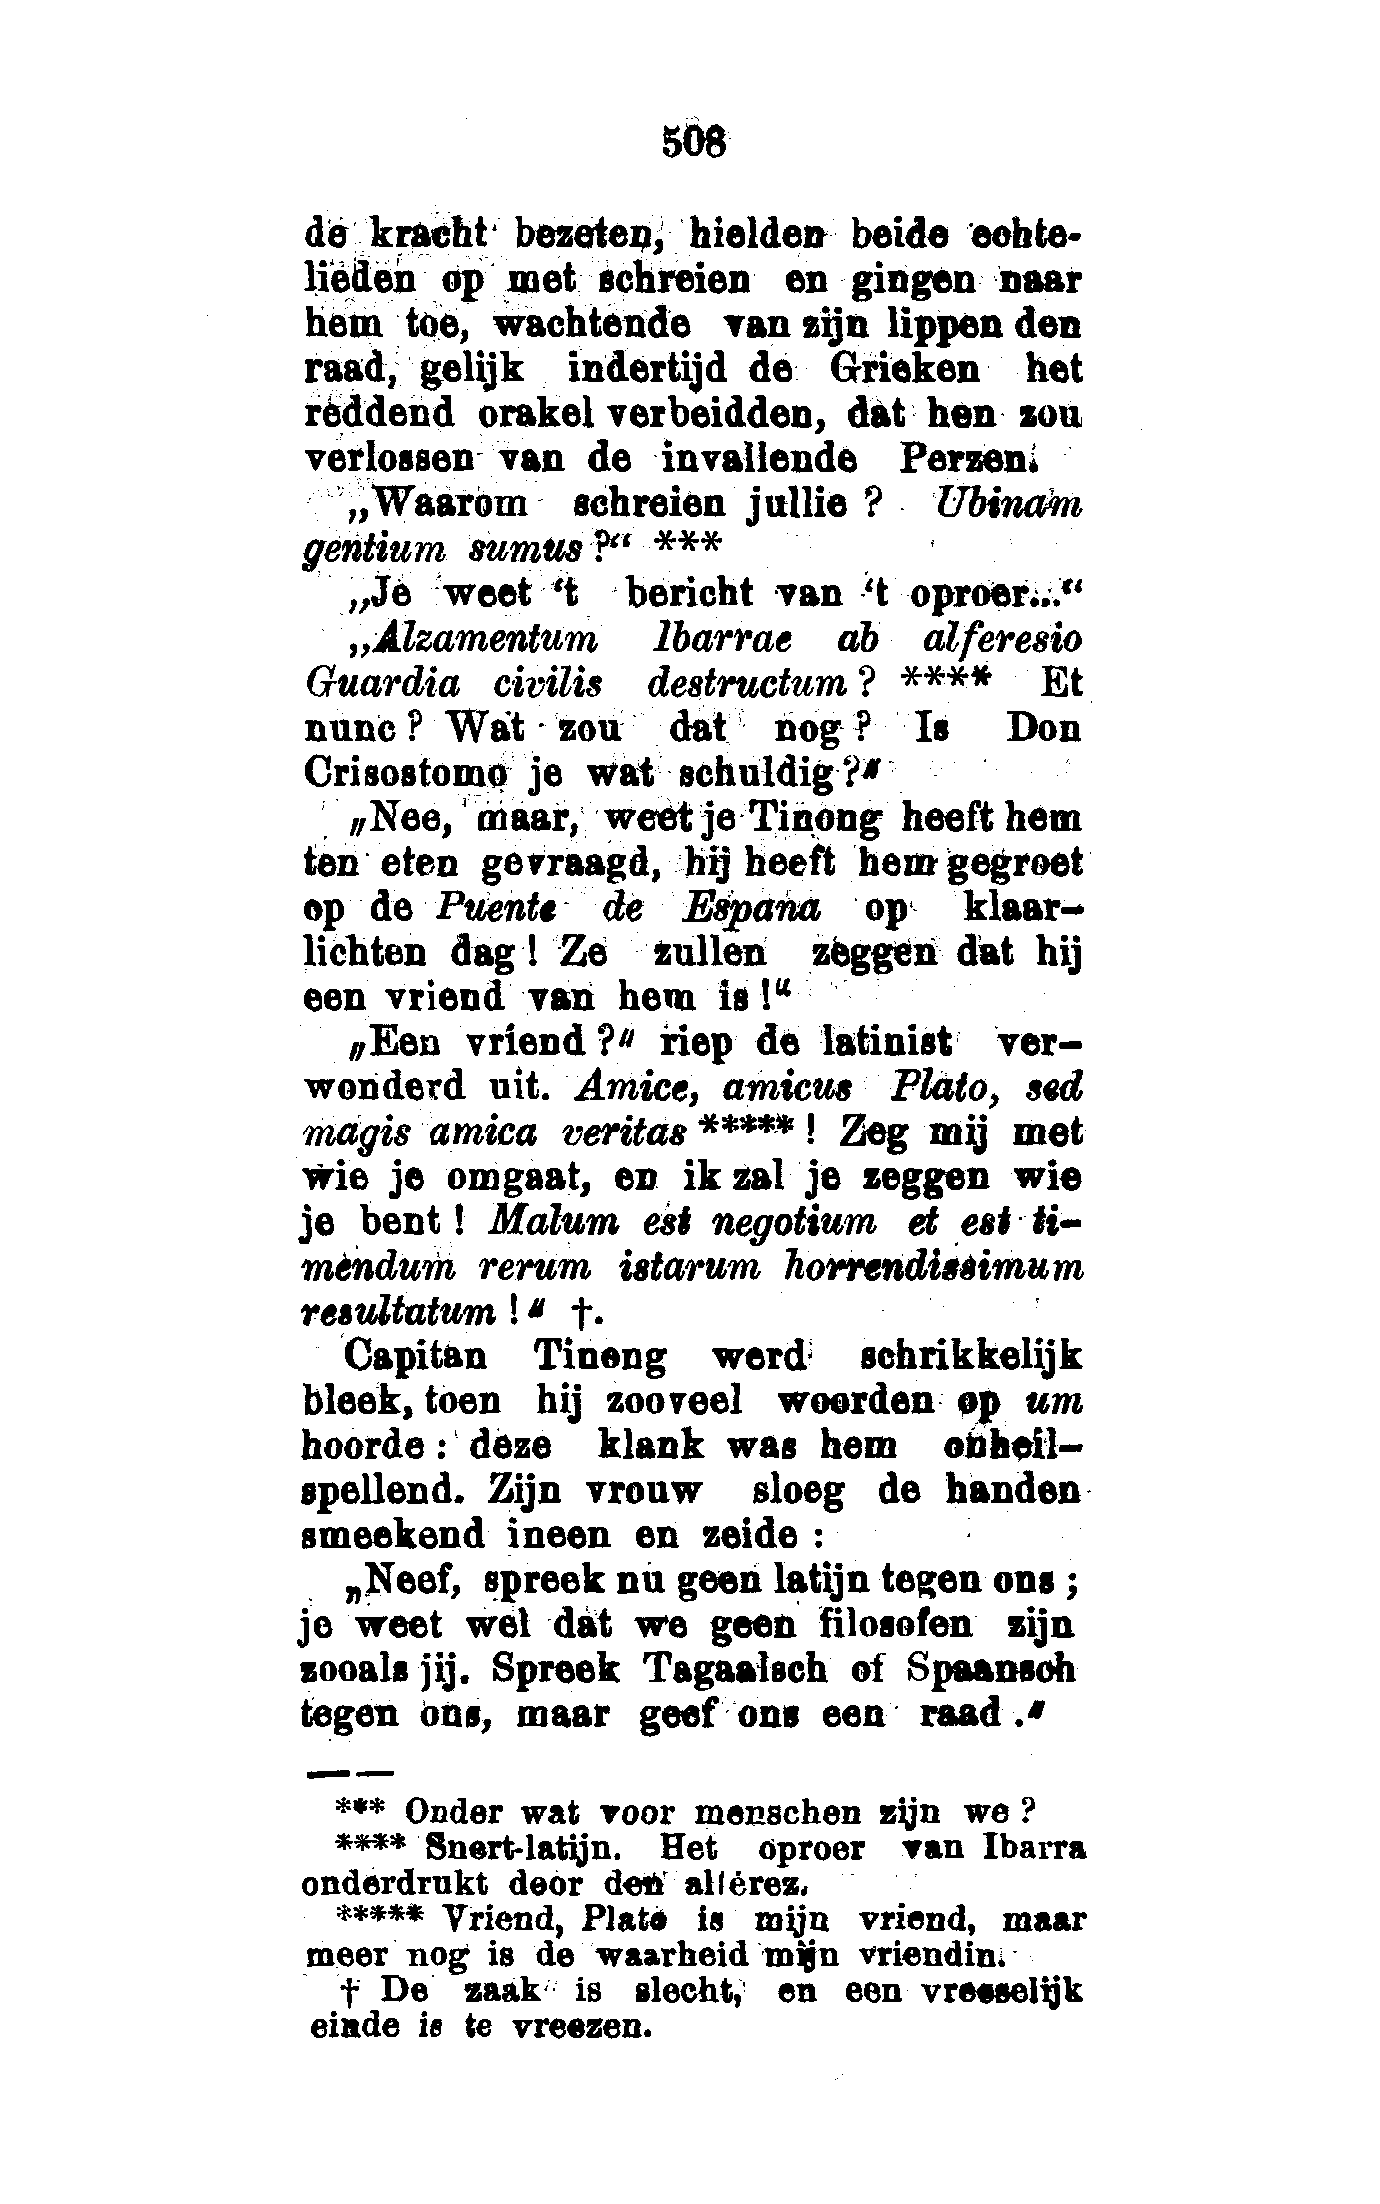 508
de kracht bezeten, hielden beide echte-
lieden op met schreien en gingen naar
hem toe, wachtende van zijn lippen den
raad, gelijk indertijd de Grieken het
reddend orakel verbeidden, dat hen zou
verlossen van de invallende Perzen.
„Waarom schreien jullie ? Ubinam
gentium sumus ?“ ***
„Je weet ‘t bericht van ‘t oproer...“
„Alzamentum Ibarrae ab alferesio
Guardia civilis destructum ? **** Et
nunc ? Wat zou dat nog ? Is Don
Crisostomo je wat schuldig ?"
„Nee, maar, weet je Tinong heeft hem
ten eten gevraagd, hij heeft hem gegroet
op de Puente de España op klaar-
lichten dag ! Ze zullen zeggen dat hij
een vriend van hem is !“
„Een vriend ?" riep de latinist ver-
wonderd uit. Amice, amicus Plato, sed
magis amica veritas ***** ! Zeg mij met
wie je omgaat, en ik zal je zeggen wie
je bent ! Malum est negotium et est ti-
mendum rerum istarum horrendissimum
resultatum ! " †.
Capitan Tinong werd schrikkelijk
bleek, toen hij zooveel woorden op um
hoorde : deze klank was hem onheil-
spellend. Zijn vrouw sloeg de handen
smeekend ineen en zeide :
„Neef, spreek nu geen latijn tegen ons ;
je weet wel dat we geen filosofen zijn
zooals jij. Spreek Tagaalsch of Spaansch
tegen ons, maar geef ons een raad ."
*** Onder wat voor menschen zijn we ?
**** Snert-latijn. Het oproer van Ibarra
onderdrukt door den alférez.
***** Vriend, Plato is mijn vriend, maar
meer nog is de waarheid mijn vriendin.
† De zaak is slecht, en een vreeselijk
einde is te vreezen.